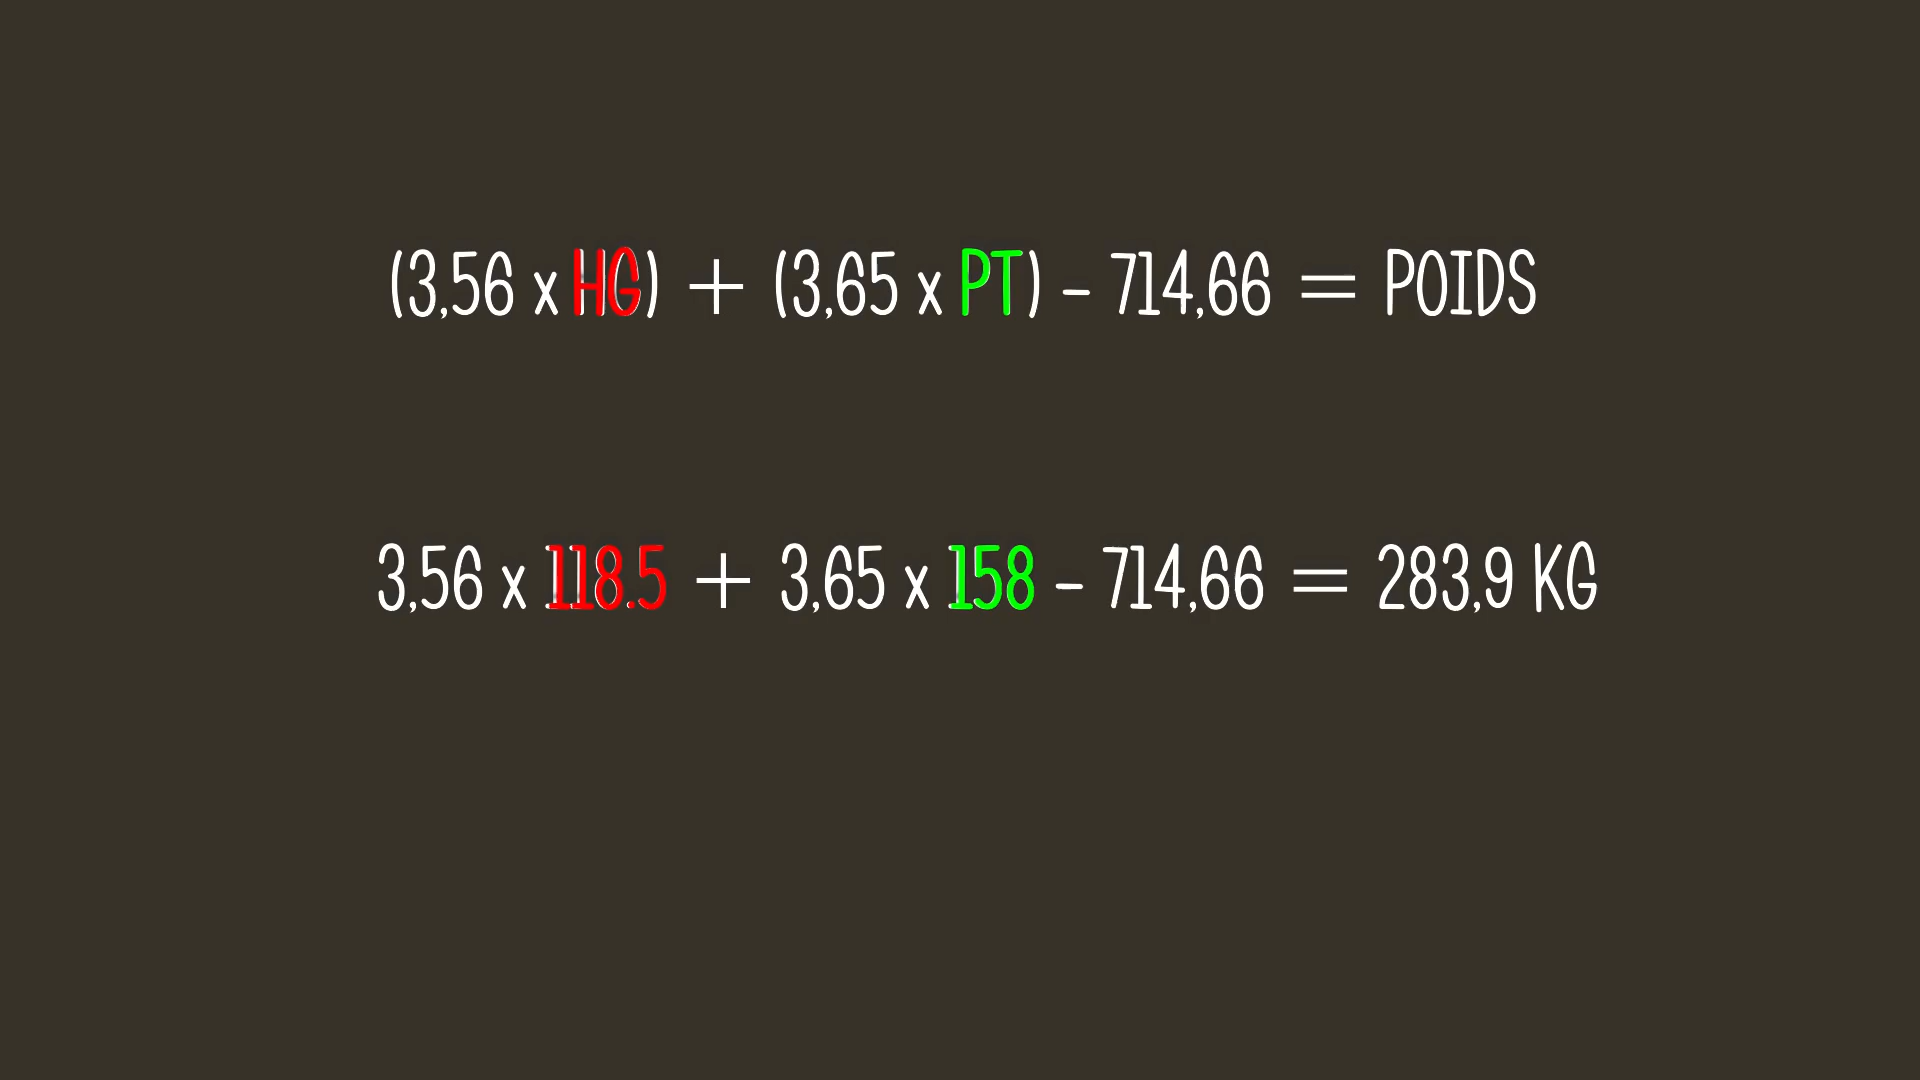 (3,56 x HG) + (3,65 x PT) – 714,66 = POIDS
3,56 x 118.5 + 3,65 x 158 – 714,66 = 283,9 KG